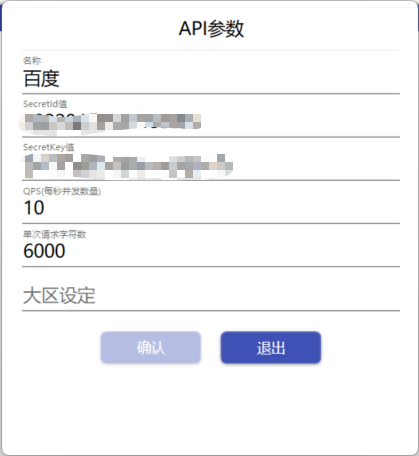 API参数
名称
百度
SecretId值
SecretKey值
QPS(每秒并发数量)
10
单次请求字符数
6000
大区设定
确认
退出